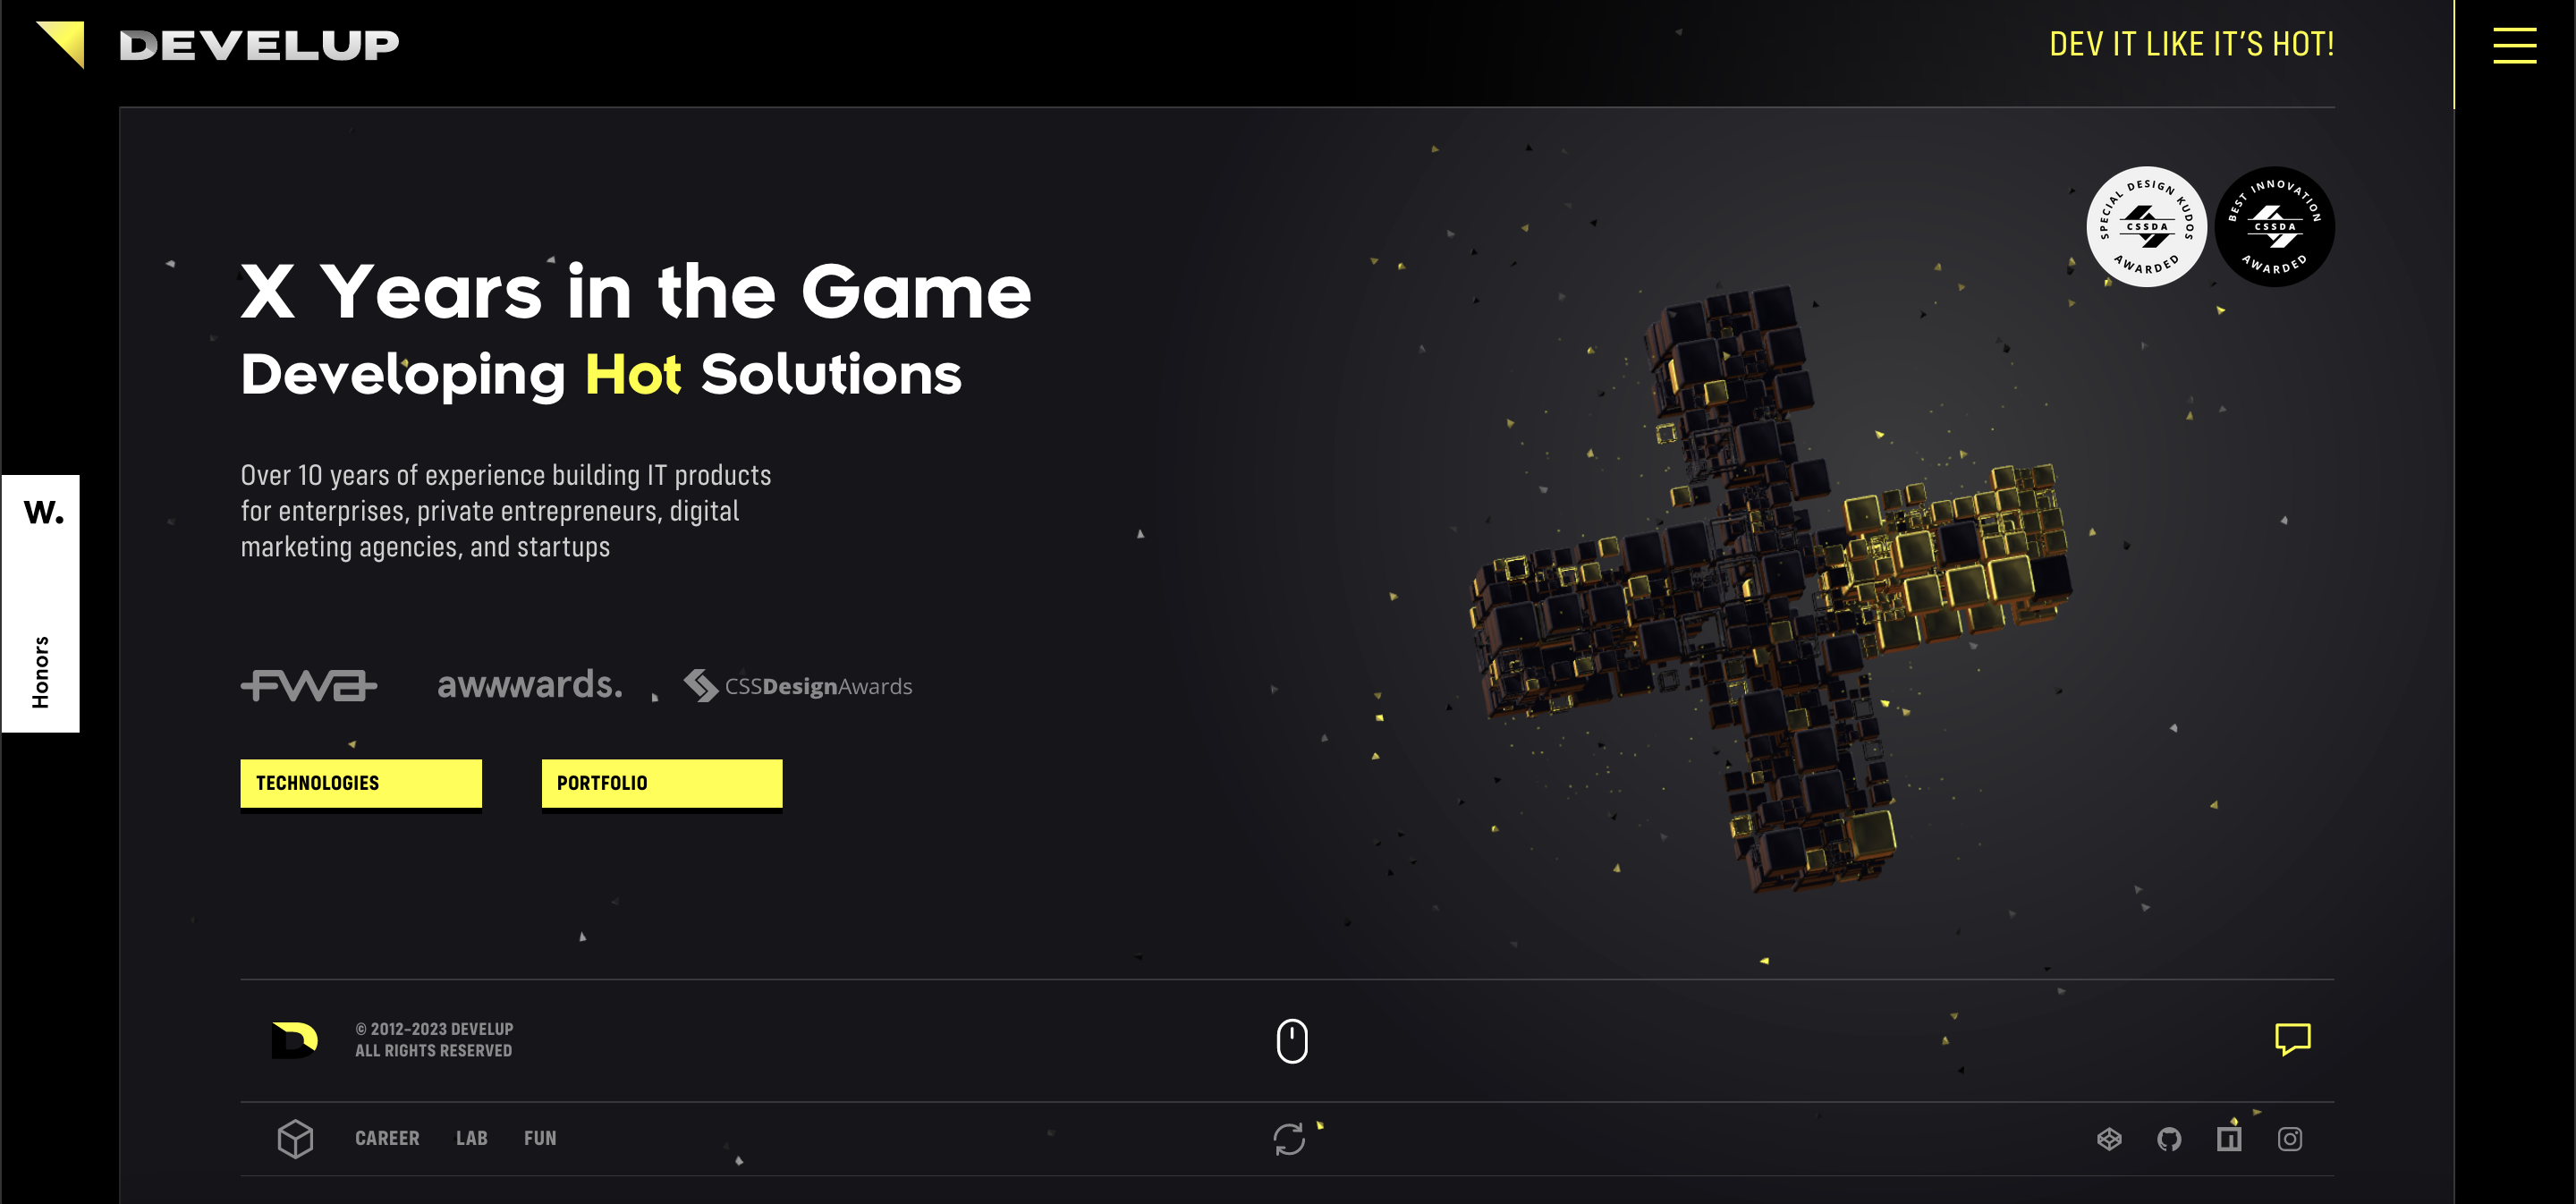 DEVELUP
DEV IT LIKE IT'S HOT!
SPECIAL DESIGN KUDOS
CSSDA
AWARDED
BEST INNOVATION
CSSDA
AWARDED
X Years in the Game
Developing Hot Solutions
Over 10 years of experience building IT products
for enterprises, private entrepreneurs, digital
marketing agencies, and startups
W.
Honors
FWA
awwwards.
CSSDesignAwards
TECHNOLOGIES
PORTFOLIO
D
© 2012–2023 DEVELUP
ALL RIGHTS RESERVED
CAREER
LAB
FUN